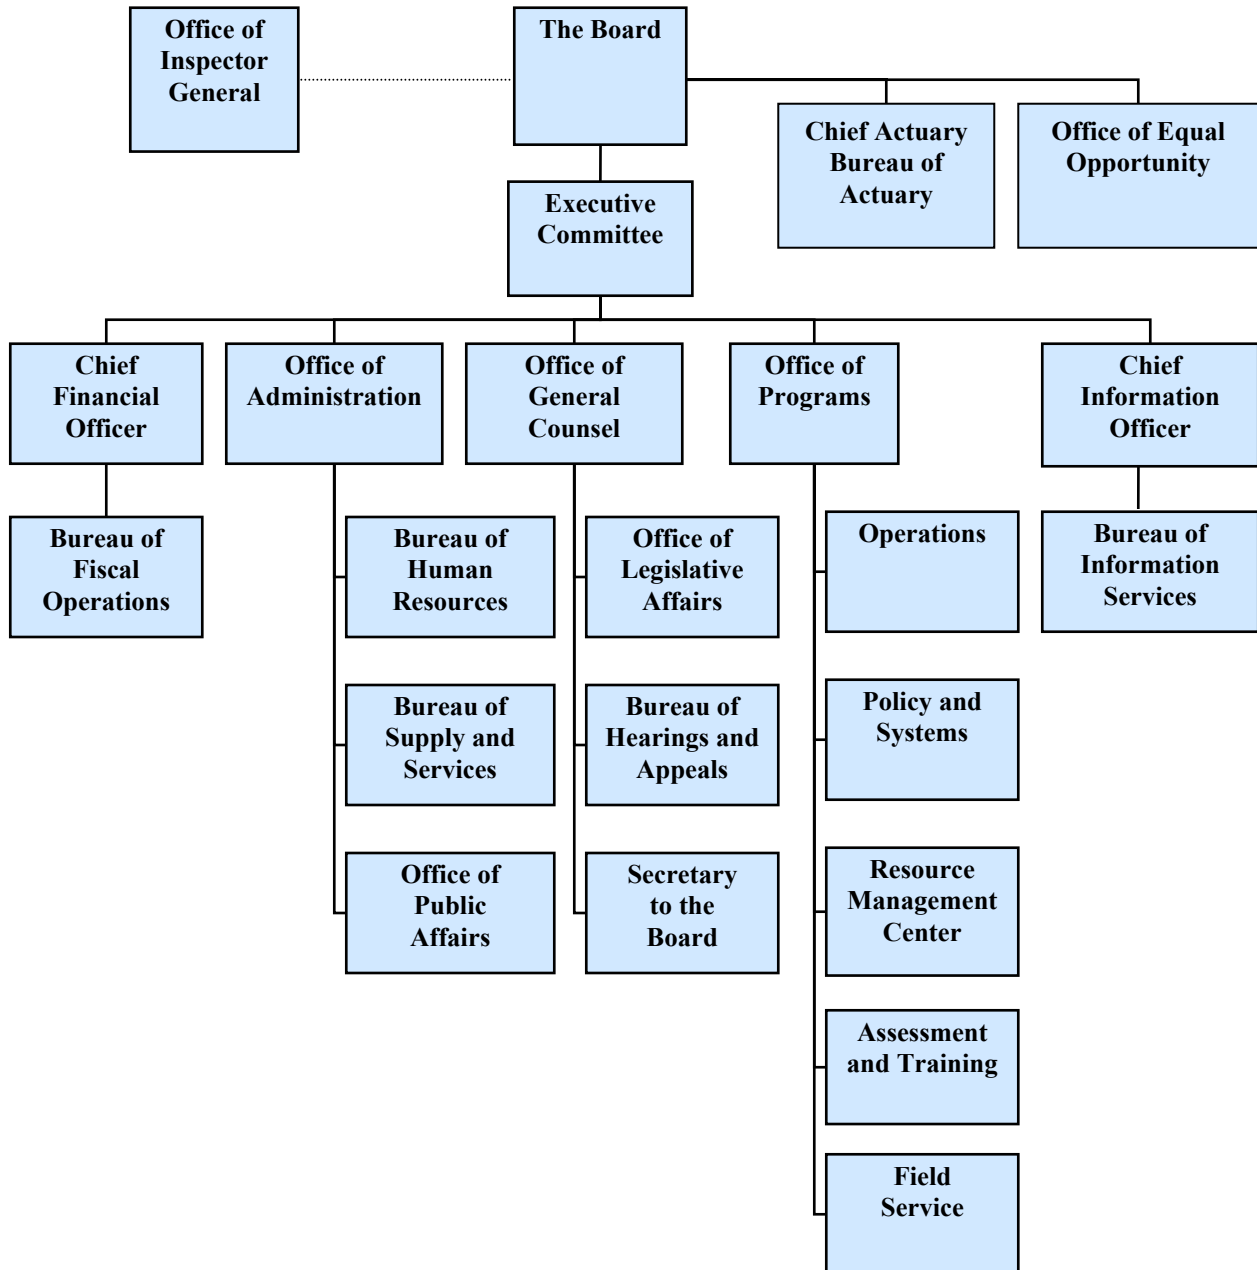 Office of
Inspector
General
The Board
Chief Actuary
Bureau of
Actuary
Office of Equal
Opportunity
Executive
Committee
Chief
Financial
Officer
Office of
Administration
Office of
General
Counsel
Office of
Programs
Chief
Information
Officer
Bureau of
Fiscal
Operations
Bureau of
Human
Resources
Office of
Legislative
Affairs
Operations
Bureau of
Information
Services
Bureau of
Supply and
Services
Bureau of
Hearings and
Appeals
Policy and
Systems
Office of
Public
Affairs
Secretary
to the
Board
Resource
Management
Center
Assessment
and Training
Field
Service